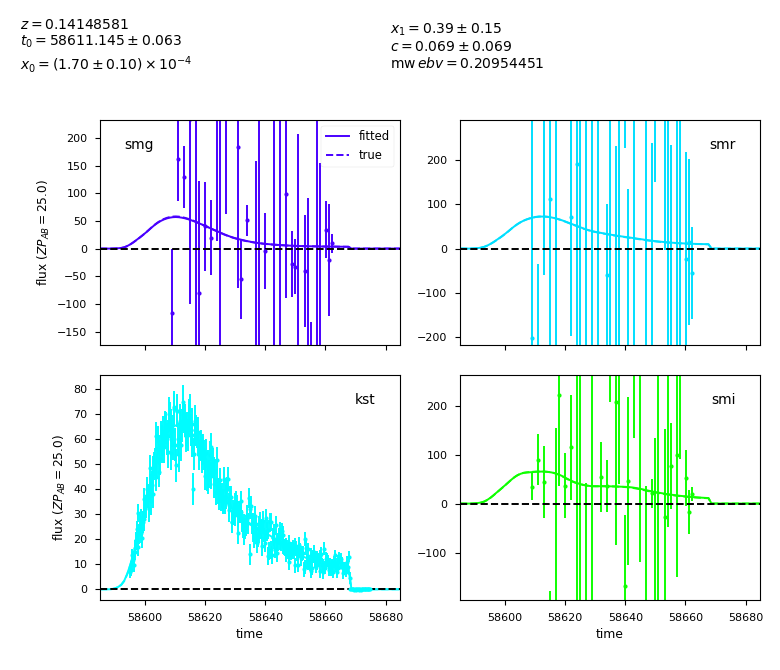 z = 0.14148581
t₀ = 58611.145 ± 0.063
x₀ = (1.70 ± 0.10) × 10⁻⁴
x₁ = 0.39 ± 0.15
c = 0.069 ± 0.069
mw ebv = 0.20954451
smg
fitted
true
200
150
100
50
0
−50
−100
−150
flux (ZP_AB = 25.0)
smr
200
100
0
−100
−200
kst
80
70
60
50
40
30
20
10
0
flux (ZP_AB = 25.0)
58600 58620 58640 58660 58680
time
smi
200
100
0
−100
58600 58620 58640 58660 58680
time